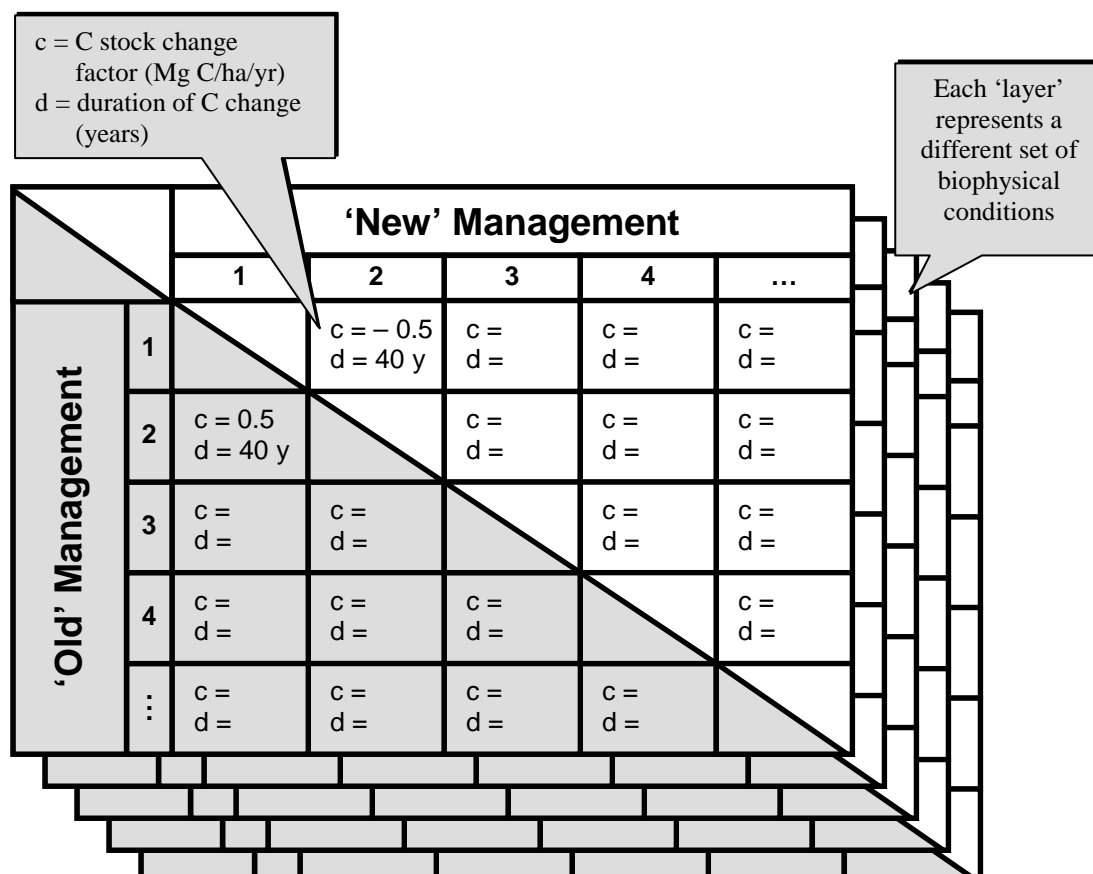 c = C stock change
factor (Mg C/ha/yr)
d = duration of C change
(years)
Each ‘layer’
represents a
different set of
biophysical
conditions
‘New’ Management
1 2 3 4 …
‘Old’ Management
1
c = – 0.5 c = c = c =
d = 40 y d = d = d =
2
c = 0.5 c = c = c =
d = 40 y d = d = d =
3
c = c = c = c =
d = d = d = d =
4
c = c = c = c =
d = d = d = d =
⋮
c = c = c = c =
d = d = d = d =